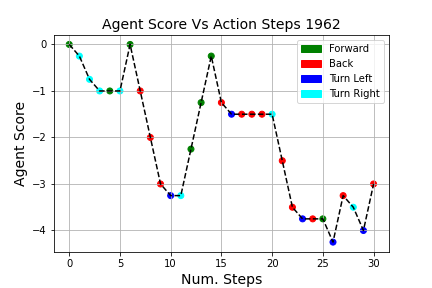 Agent Score Vs Action Steps 1962
Forward
Back
Turn Left
Turn Right
Agent Score
0
−1
−2
−3
−4
0 5 10 15 20 25 30
Num. Steps